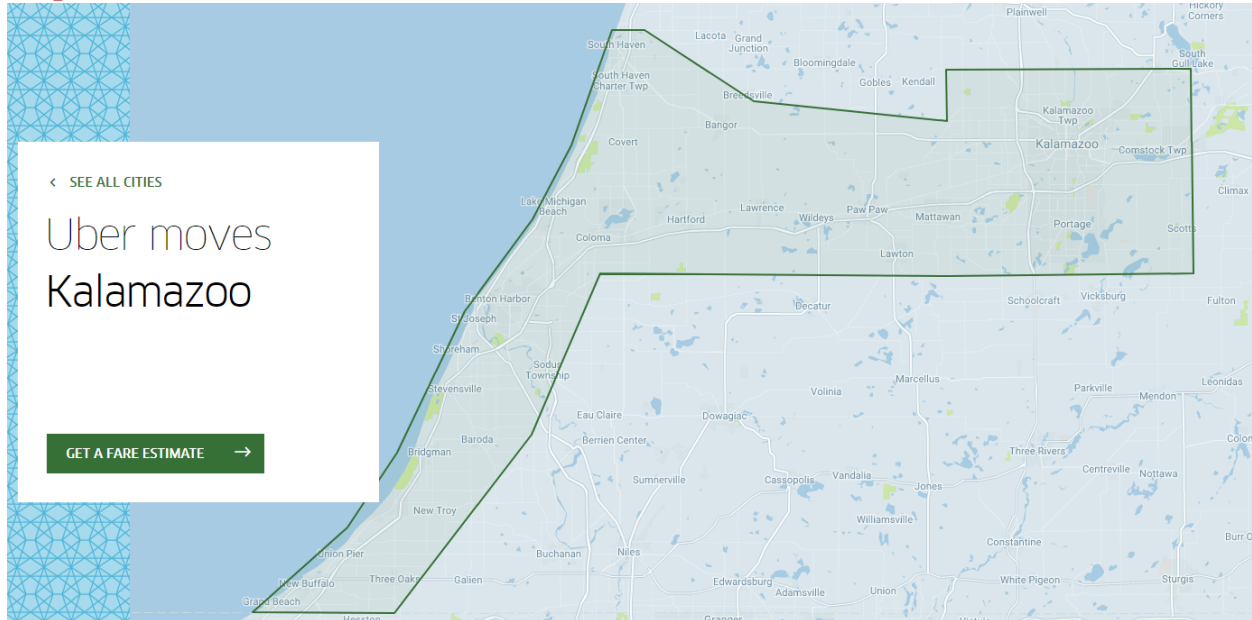 < SEE ALL CITIES
Uber moves
Kalamazoo
GET A FARE ESTIMATE →
Hickory
Corners
Plainwell
Lacota
Grand
Junction
South Haven
South
Gull Lake
Bloomingdale
South Haven
Charter Twp
Gobles
Kendall
Breedsville
Kalamazoo
Twp
Bangor
Covert
Kalamazoo
Comstock Twp
Climax
Lake Michigan
Beach
Lawrence
Hartford
Wildeys
Paw Paw
Mattawan
Portage
Scotts
Coloma
Lawton
Benton Harbor
Decatur
Schoolcraft
Vicksburg
Fulton
St Joseph
Shoreham
Sodus
Township
Stevensville
Marcellus
Volinia
Parkville
Mendon
Leonidas
Eau Claire
Dowagiac
Baroda
Berrien Center
Bridgman
Three Rivers
Colon
Sumnerville
Cassopolis
Vandalia
Jones
Centreville
Nottawa
New Troy
Williamsville
Constantine
Burr O
Union Pier
Buchanan
Niles
New Buffalo
Three Oaks
Galien
Edwardsburg
Adamsville
Union
White Pigeon
Sturgis
Grand Beach
Hesston
Granger